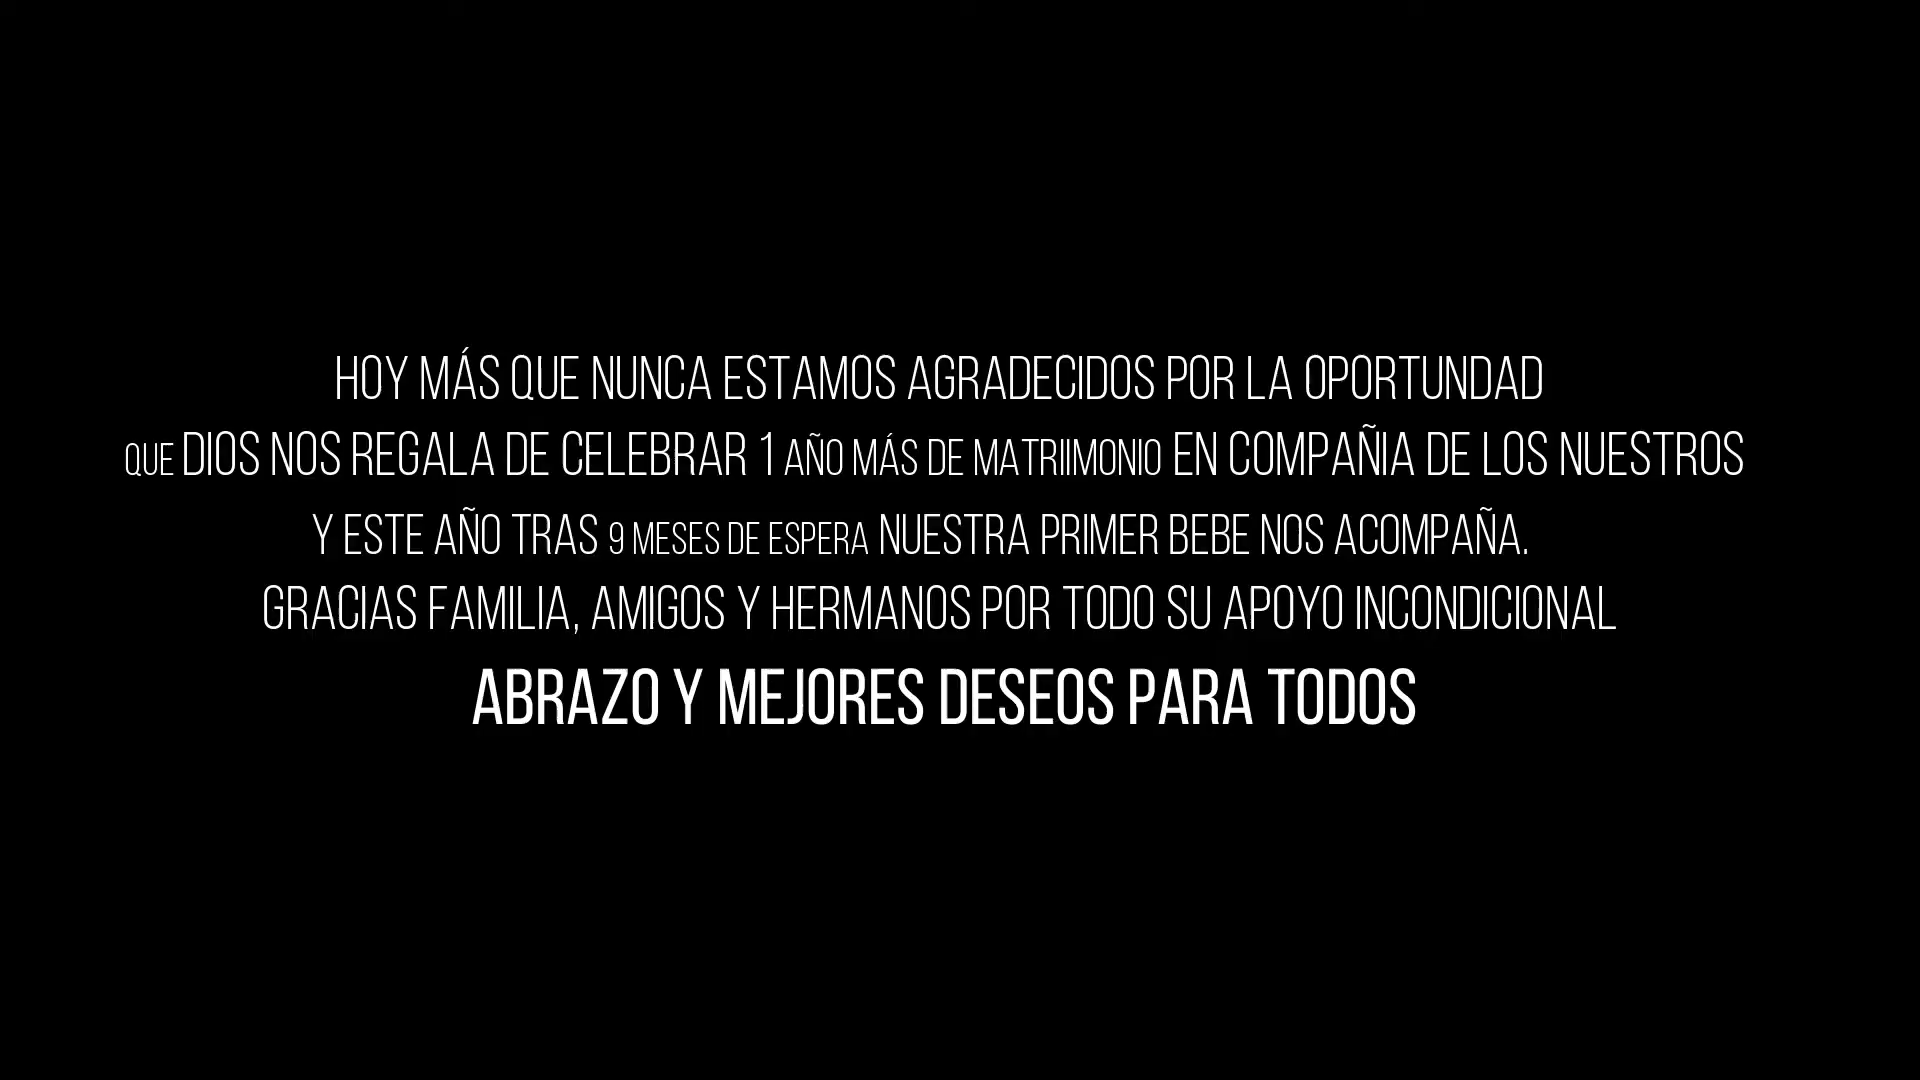 HOY MÁS QUE NUNCA ESTAMOS AGRADECIDOS POR LA OPORTUNDAD
QUE DIOS NOS REGALA DE CELEBRAR 1 AÑO MÁS DE MATRIIMONIO EN COMPAÑIA DE LOS NUESTROS
Y ESTE AÑO TRAS 9 MESES DE ESPERA NUESTRA PRIMER BEBE NOS ACOMPAÑA.
GRACIAS FAMILIA, AMIGOS Y HERMANOS POR TODO SU APOYO INCONDICIONAL
ABRAZO Y MEJORES DESEOS PARA TODOS